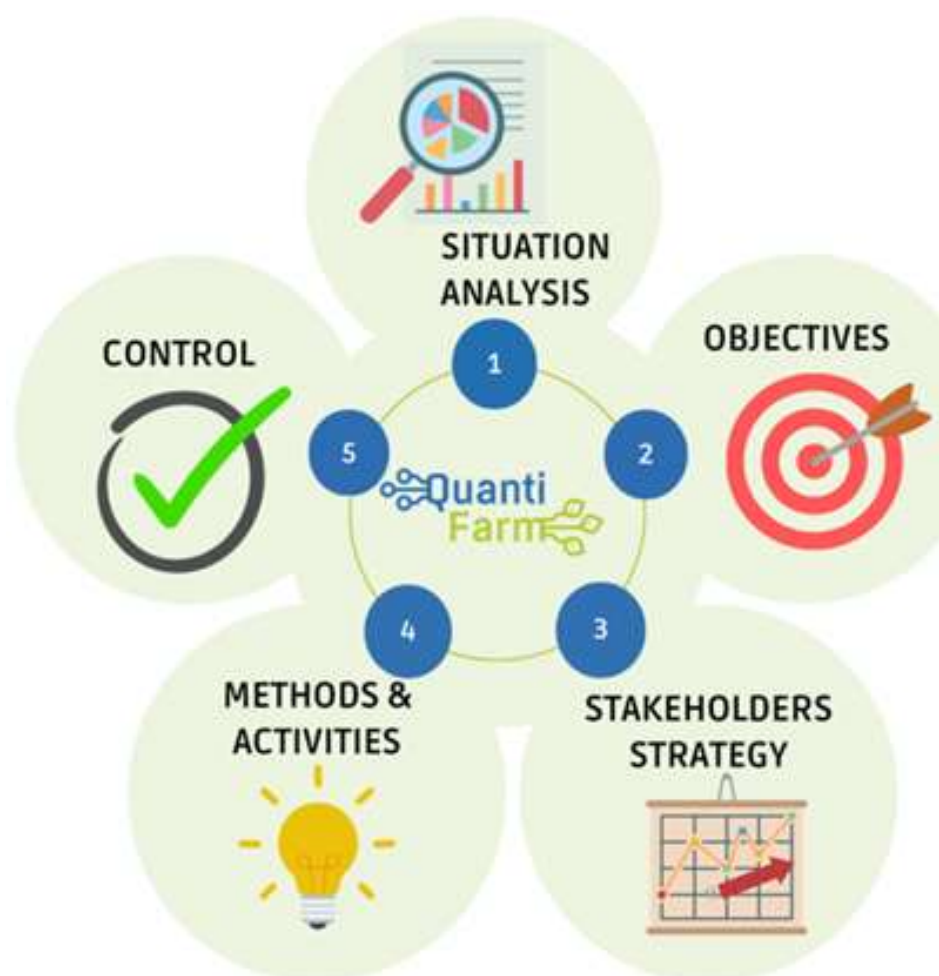 SITUATION
ANALYSIS
1
OBJECTIVES
2
STAKEHOLDERS
STRATEGY
3
METHODS &
ACTIVITIES
4
CONTROL
5
Quanti
Farm